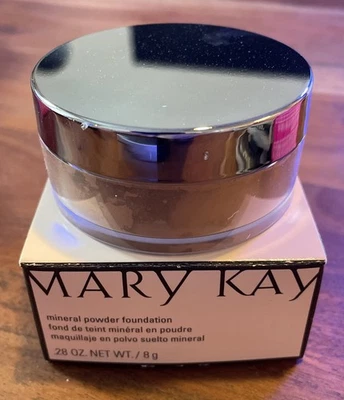 MARY KAY
mineral powder foundation
fond de teint minéral en poudre
maquillaje en polvo suelto mineral
.28 OZ. NET WT. / 8 g